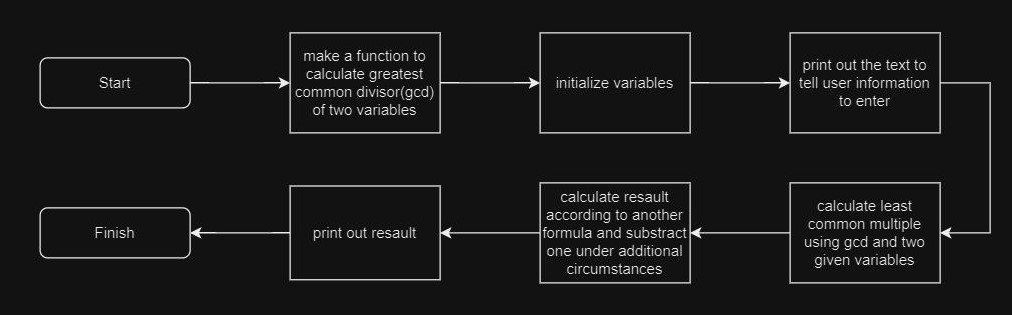 Start
make a function to
calculate greatest
common divisor(gcd)
of two variables
initialize variables
print out the text to
tell user information
to enter
calculate least
common multiple
using gcd and two
given variables
calculate resault
according to another
formula and substract
one under additional
circumstances
print out resault
Finish